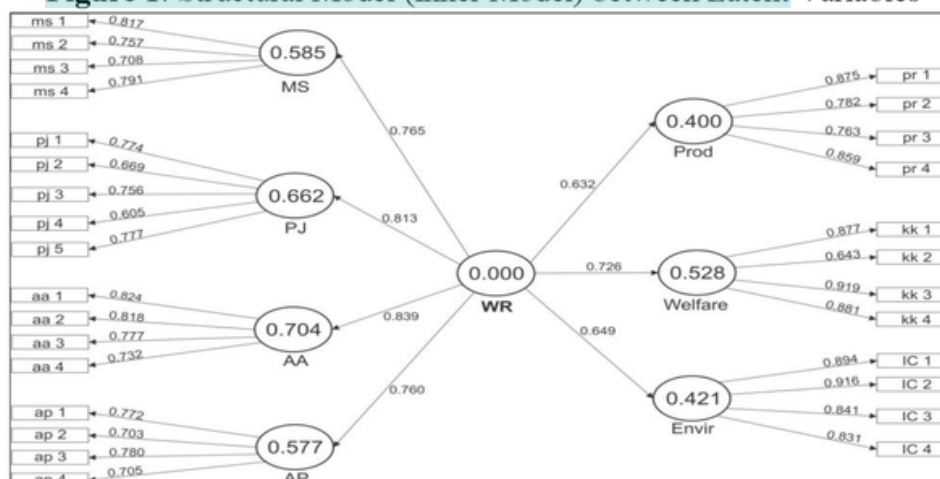 Figure 1. Structural Model (Inner Model) between Latent Variables
ms 1
0.817
ms 2
0.757
ms 3
0.708
ms 4
0.791
0.585
MS
pj 1
0.774
pj 2
0.669
pj 3
0.756
pj 4
0.605
pj 5
0.777
0.662
PJ
aa 1
0.824
aa 2
0.818
aa 3
0.777
aa 4
0.732
0.704
AA
ap 1
0.772
ap 2
0.703
ap 3
0.780
ap 4
0.705
0.577
AP
0.765
0.813
0.839
0.760
0.000
WR
0.632
0.726
0.649
0.400
Prod
0.875
pr 1
0.782
pr 2
0.763
pr 3
0.859
pr 4
0.528
Welfare
0.877
kk 1
0.643
kk 2
0.919
kk 3
0.881
kk 4
0.421
Envir
0.894
IC 1
0.916
IC 2
0.841
IC 3
0.831
IC 4